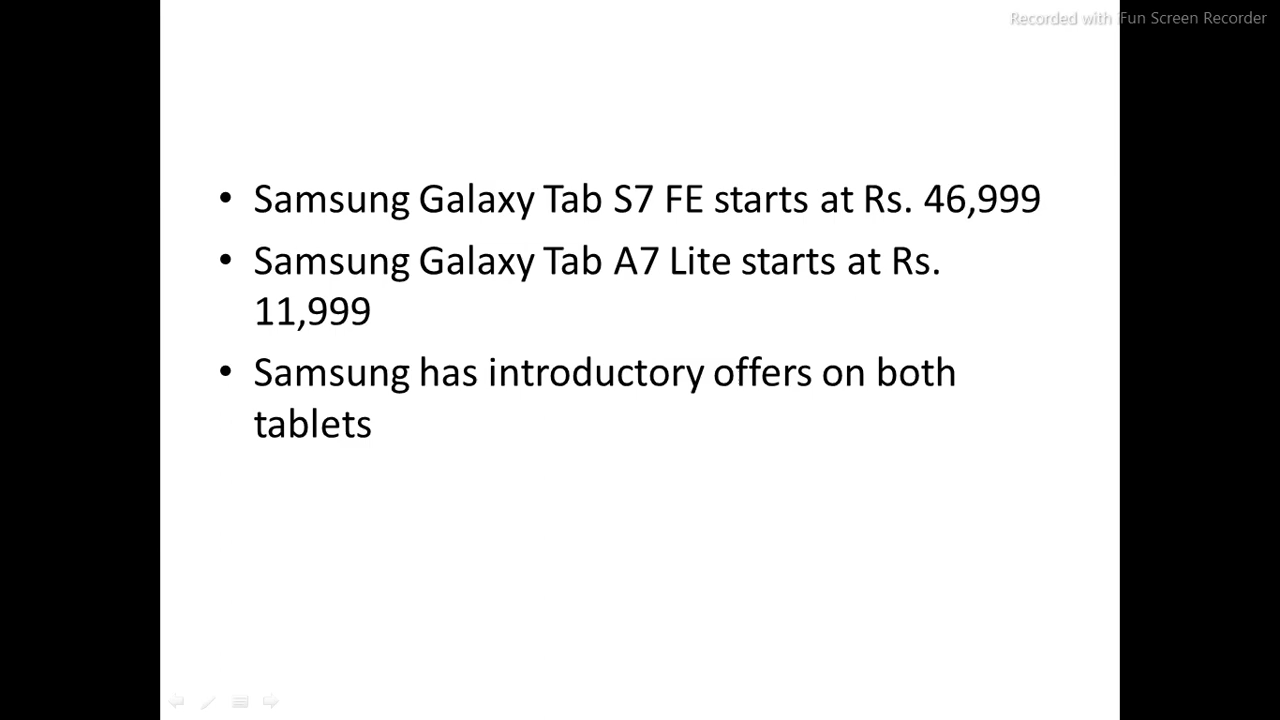 Recorded with iFun Screen Recorder
• Samsung Galaxy Tab S7 FE starts at Rs. 46,999
• Samsung Galaxy Tab A7 Lite starts at Rs.
11,999
• Samsung has introductory offers on both
tablets